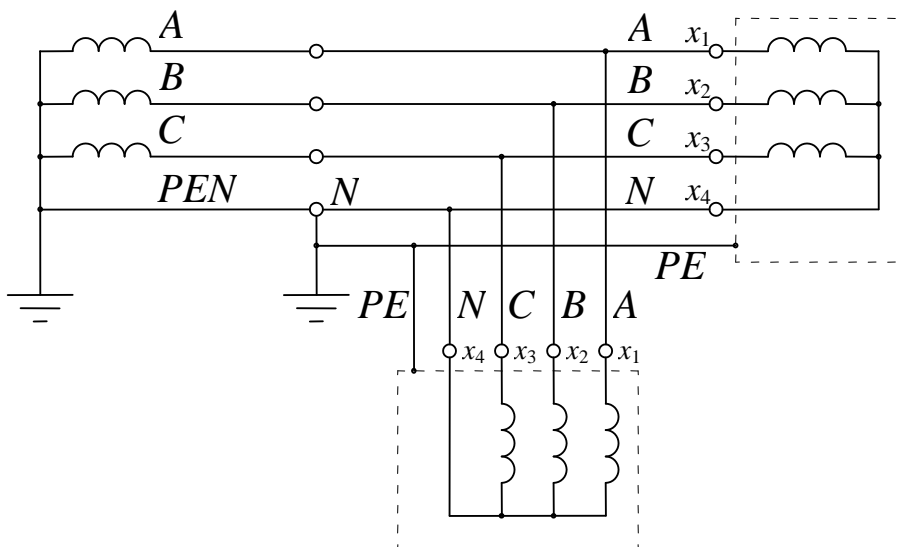 A A x₁
B B x₂
C C x₃
PEN N N x₄
PE
PE N C B A
x₄ x₃ x₂ x₁